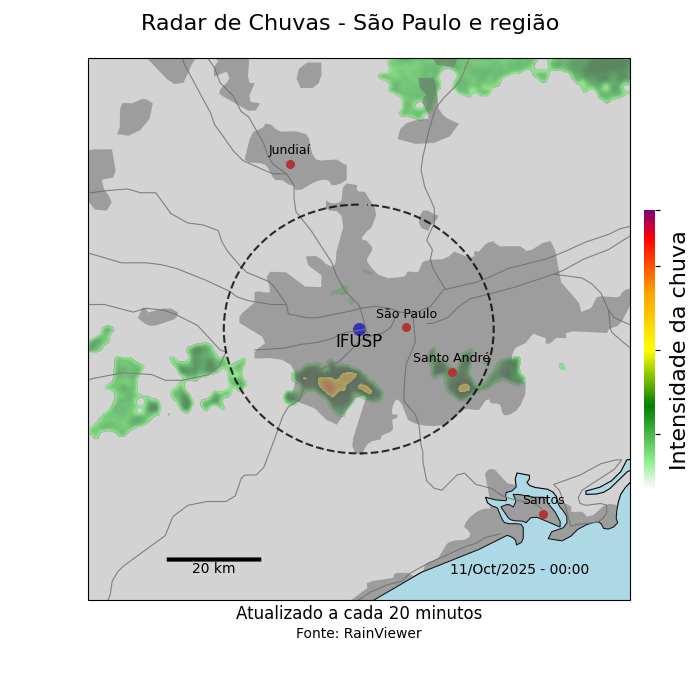 Radar de Chuvas - São Paulo e região
Jundiaí
São Paulo
IFUSP
Santo André
Santos
20 km
11/Oct/2025 - 00:00
Intensidade da chuva
Atualizado a cada 20 minutos
Fonte: RainViewer